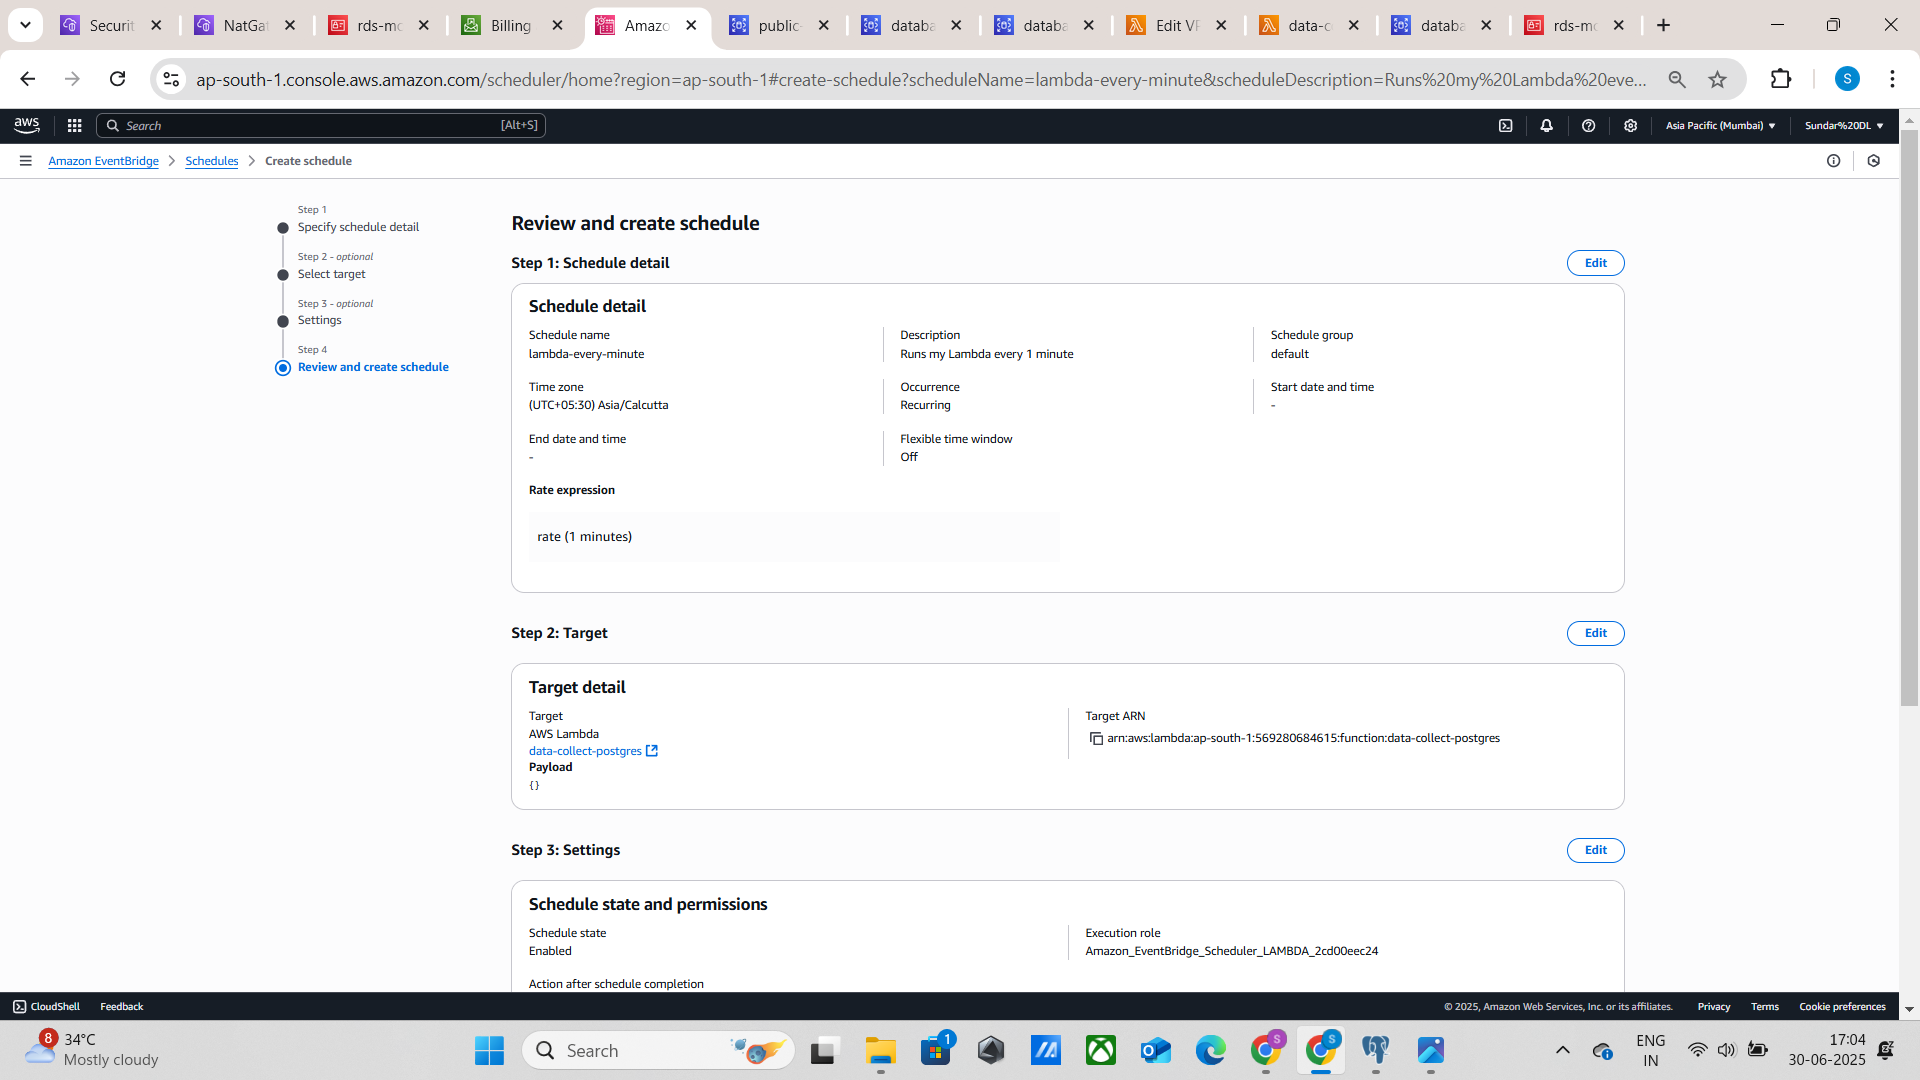 Securit
NatGat
rds-mo
Billing
Amazo
public-
databa
databa
Edit VP
data-co
databa
rds-mo
ap-south-1.console.aws.amazon.com/scheduler/home?region=ap-south-1#create-schedule?scheduleName=lambda-every-minute&scheduleDescription=Runs%20my%20Lambda%20eve...
S
aws
Search [Alt+S]
Asia Pacific (Mumbai)
Sundar%20DL
Amazon EventBridge > Schedules > Create schedule
Step 1
Specify schedule detail
Step 2 - optional
Select target
Step 3 - optional
Settings
Step 4
Review and create schedule
Review and create schedule
Step 1: Schedule detail
Edit
Schedule detail
Schedule name
lambda-every-minute
Description
Runs my Lambda every 1 minute
Schedule group
default
Time zone
(UTC+05:30) Asia/Calcutta
Occurrence
Recurring
Start date and time
-
End date and time
-
Flexible time window
Off
Rate expression
rate (1 minutes)
Step 2: Target
Edit
Target detail
Target
AWS Lambda
data-collect-postgres
Payload
{}
Target ARN
arn:aws:lambda:ap-south-1:569280684615:function:data-collect-postgres
Step 3: Settings
Edit
Schedule state and permissions
Schedule state
Enabled
Execution role
Amazon_EventBridge_Scheduler_LAMBDA_2cd00eec24
Action after schedule completion
CloudShell
Feedback
© 2025, Amazon Web Services, Inc. or its affiliates.
Privacy
Terms
Cookie preferences
8
34°C
Mostly cloudy
Search
1
S
S
ENG
IN
17:04
30-06-2025